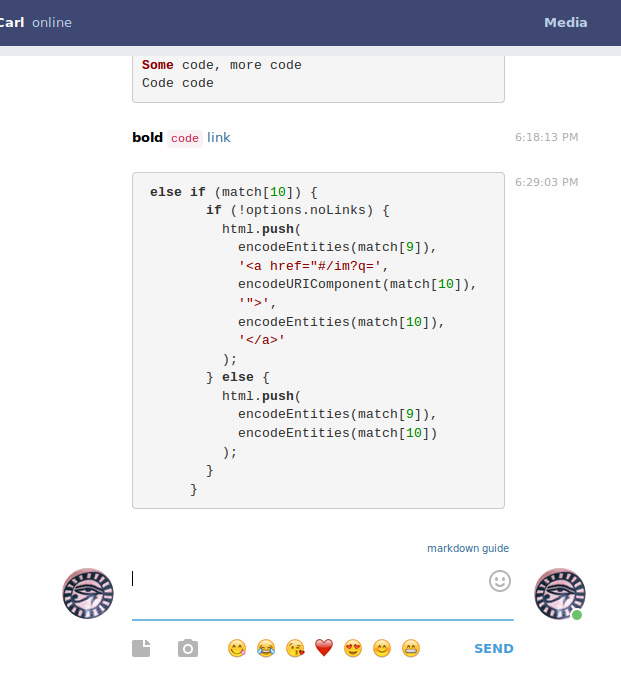 Carl online Media
Some code, more code
Code code
bold code link 6:18:13 PM
6:29:03 PM
else if (match[10]) {
if (!options.noLinks) {
html.push(
encodeEntities(match[9]),
'<a href="#/im?q=',
encodeURIComponent(match[10]),
'">',
encodeEntities(match[10]),
'</a>'
);
} else {
html.push(
encodeEntities(match[9]),
encodeEntities(match[10])
);
}
}
markdown guide
SEND